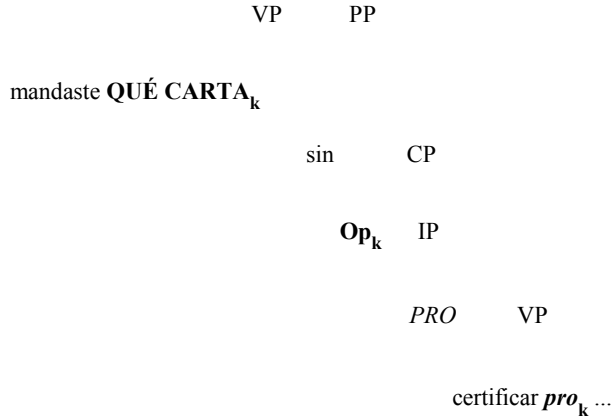 VP PP
mandaste QUÉ CARTAk
sin CP
Opk IP
PRO VP
certificar prok ...